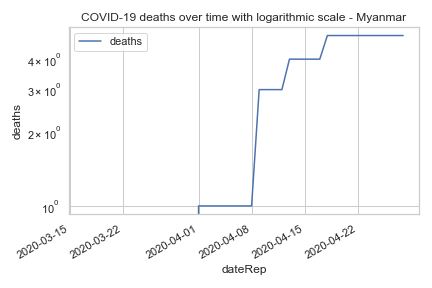 COVID-19 deaths over time with logarithmic scale - Myanmar
deaths
4 × 10⁰
3 × 10⁰
2 × 10⁰
10⁰
deaths
2020-03-15
2020-03-22
2020-04-01
2020-04-08
2020-04-15
2020-04-22
dateRep